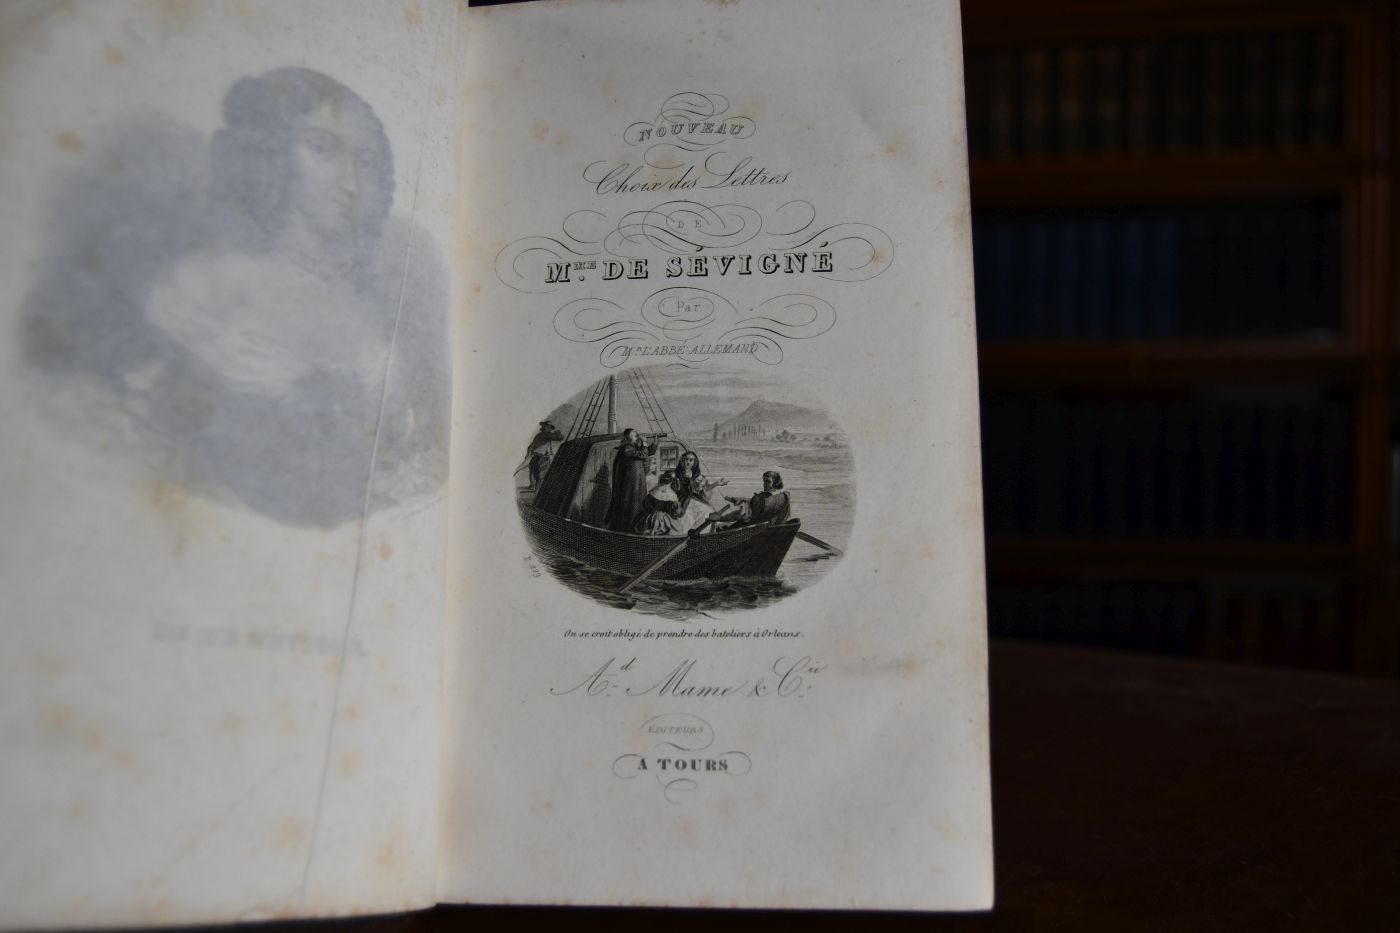 NOUVEAU
Choix des Lettres
DE
MME. DE SÉVIGNÉ
Par
MR L'ABBÉ ALLEMAND
P. 229
On se croit obligé de prendre des bateliers à Orléans.
Ad. Mame & Cie.
ÉDITEURS
À TOURS